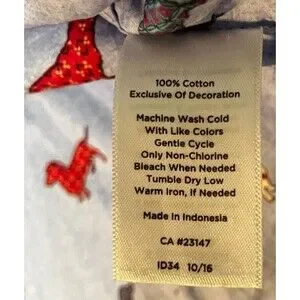 100% Cotton
Exclusive Of Decoration
Machine Wash Cold
With Like Colors
Gentle Cycle
Only Non-Chlorine
Bleach When Needed
Tumble Dry Low
Warm Iron, If Needed
Made In Indonesia
CA #23147
ID34 10/16